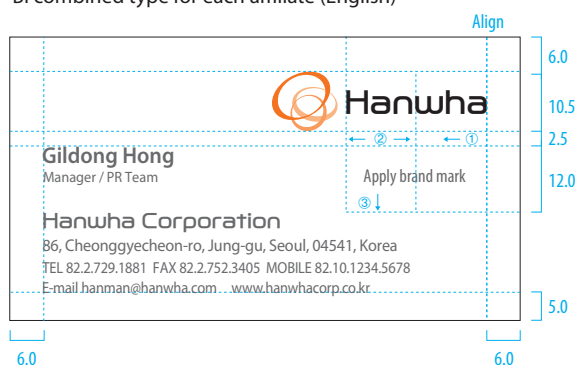 BI combined type for each affiliate (English)
Align
6.0
Hanwha
10.5
② ①
2.5
Gildong Hong
Manager / PR Team
Apply brand mark
12.0
③
Hanwha Corporation
86, Cheonggyecheon-ro, Jung-gu, Seoul, 04541, Korea
TEL 82.2.729.1881 FAX 82.2.752.3405 MOBILE 82.10.1234.5678
E-mail hanman@hanwha.com www.hanwhacorp.co.kr
5.0
6.0 6.0